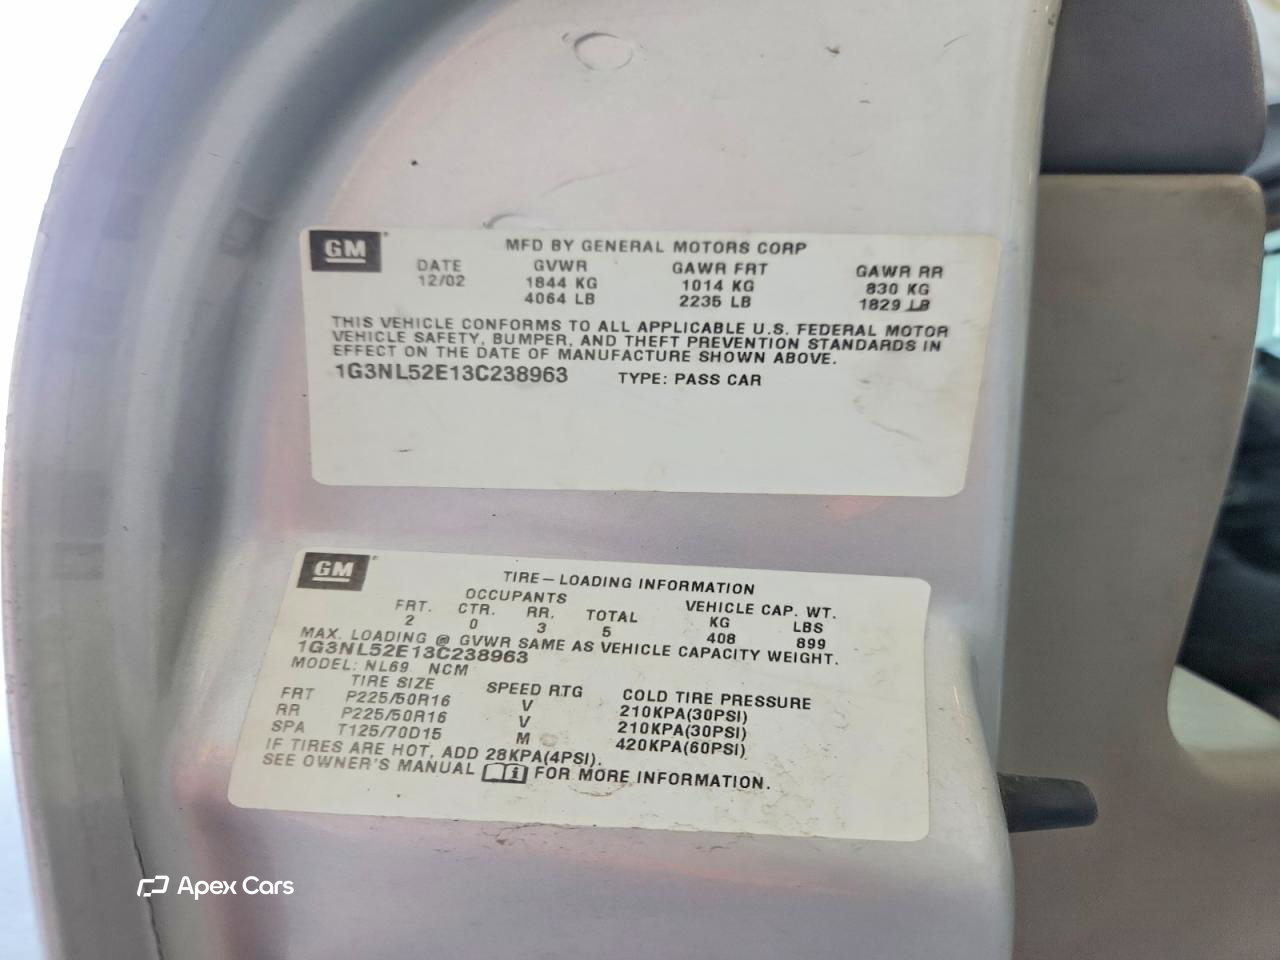 GM
MFD BY GENERAL MOTORS CORP
DATE GVWR GAWR FRT GAWR RR
12/02 1844 KG 1014 KG 830 KG
4064 LB 2235 LB 1829 LB
THIS VEHICLE CONFORMS TO ALL APPLICABLE U.S. FEDERAL MOTOR
VEHICLE SAFETY, BUMPER, AND THEFT PREVENTION STANDARDS IN
EFFECT ON THE DATE OF MANUFACTURE SHOWN ABOVE.
1G3NL52E13C238963 TYPE: PASS CAR
GM
TIRE-LOADING INFORMATION
OCCUPANTS VEHICLE CAP. WT.
FRT. CTR. RR. TOTAL KG LBS
2 0 3 5 408 899
MAX. LOADING @ GVWR SAME AS VEHICLE CAPACITY WEIGHT.
1G3NL52E13C238963
MODEL: NL69 NCM
TIRE SIZE SPEED RTG COLD TIRE PRESSURE
FRT P225/50R16 V 210KPA(30PSI)
RR P225/50R16 V 210KPA(30PSI)
SPA T125/70D15 M 420KPA(60PSI)
IF TIRES ARE HOT, ADD 28KPA(4PSI).
SEE OWNER'S MANUAL FOR MORE INFORMATION.
Apex Cars